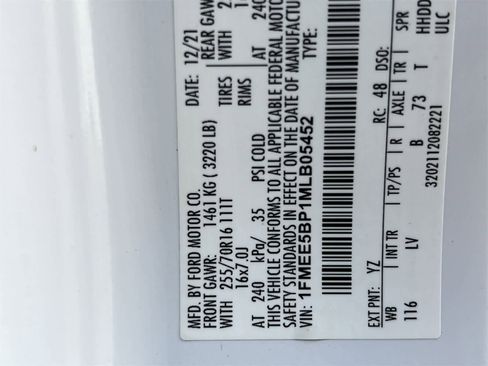 MFD. BY FORD MOTOR CO.
DATE: 12/21
FRONT GAWR: 1461 KG ( 3220 LB)
REAR GAWR
WITH 255/70R16 111T TIRES
WITH 2
16x7.0J RIMS
AT 240 kPa/ 35 PSI COLD
AT 240
THIS VEHICLE CONFORMS TO ALL APPLICABLE FEDERAL MOTO
SAFETY STANDARDS IN EFFECT ON THE DATE OF MANUFACTU
VIN: 1FMEE5BP1MLB05452
TYPE:
EXT PNT: YZ RC: 48 DSO:
WB INT TR TP/PS R AXLE TR SPR
116 LV B 73 T HHDD
3202112082221 ULC